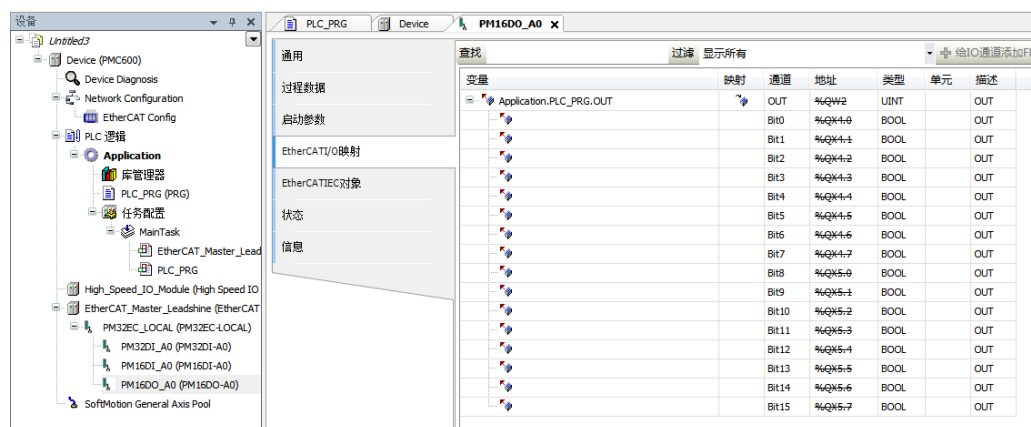 设备
Untitled3
Device (PMC600)
Device Diagnosis
Network Configuration
EtherCAT Config
PLC 逻辑
Application
库管理器
PLC_PRG (PRG)
任务配置
MainTask
EtherCAT_Master_Lead
PLC_PRG
High_Speed_IO_Module (High Speed IO
EtherCAT_Master_Leadshine (EtherCAT
PM32EC_LOCAL (PM32EC-LOCAL)
PM32DI_A0 (PM32DI-A0)
PM16DI_A0 (PM16DI-A0)
PM16DO_A0 (PM16DO-A0)
SoftMotion General Axis Pool
PLC_PRG Device PM16DO_A0
通用
过程数据
启动参数
EtherCATI/O映射
EtherCATIEC对象
状态
信息
查找 过滤 显示所有 给IO通道添加F
变量 映射 通道 地址 类型 单元 描述
Application.PLC_PRG.OUT OUT %QW2 UINT OUT
Bit0 %QX4.0 BOOL OUT
Bit1 %QX4.1 BOOL OUT
Bit2 %QX4.2 BOOL OUT
Bit3 %QX4.3 BOOL OUT
Bit4 %QX4.4 BOOL OUT
Bit5 %QX4.5 BOOL OUT
Bit6 %QX4.6 BOOL OUT
Bit7 %QX4.7 BOOL OUT
Bit8 %QX5.0 BOOL OUT
Bit9 %QX5.1 BOOL OUT
Bit10 %QX5.2 BOOL OUT
Bit11 %QX5.3 BOOL OUT
Bit12 %QX5.4 BOOL OUT
Bit13 %QX5.5 BOOL OUT
Bit14 %QX5.6 BOOL OUT
Bit15 %QX5.7 BOOL OUT